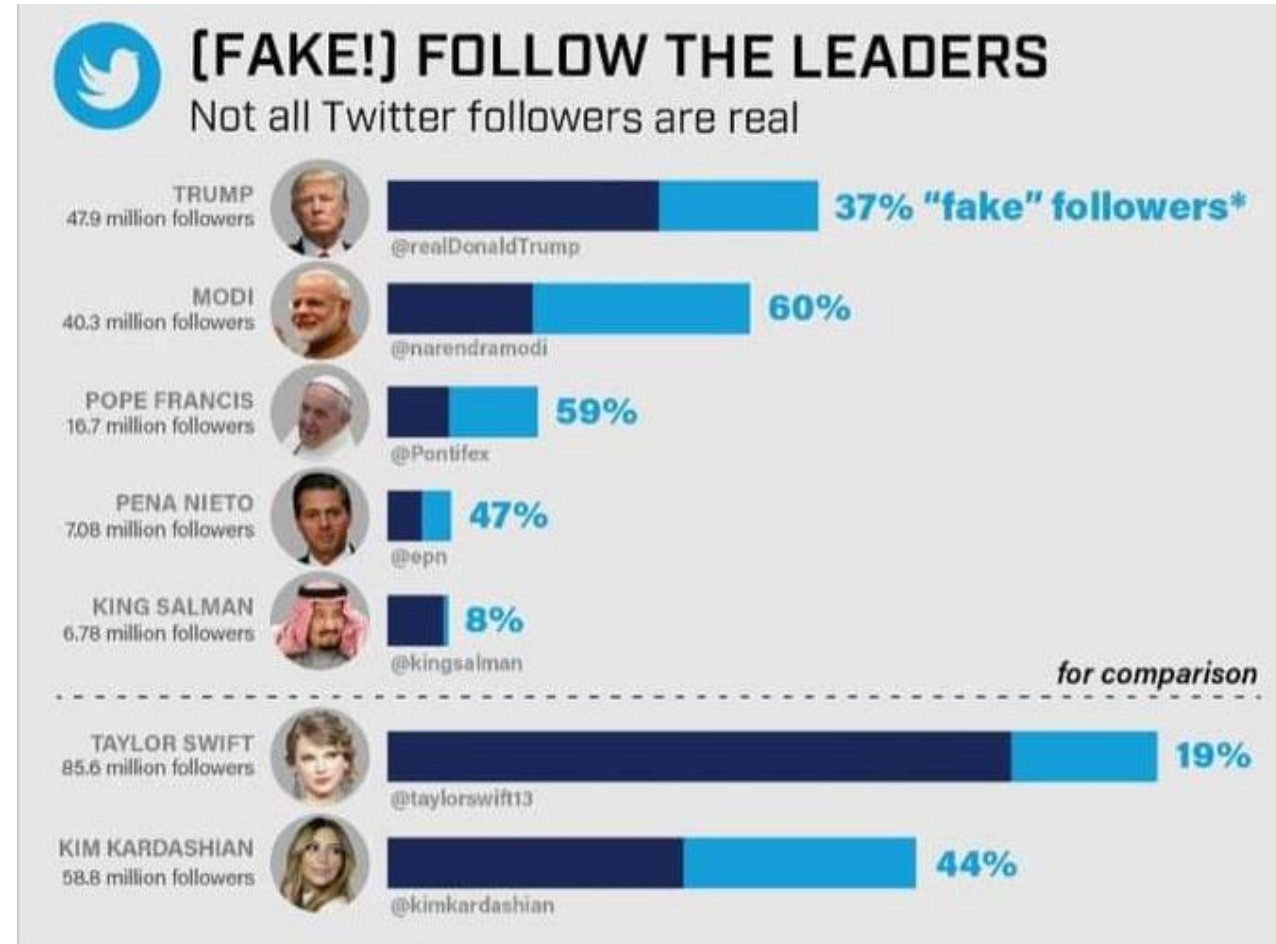 (FAKE!) FOLLOW THE LEADERS
Not all Twitter followers are real
TRUMP
47.9 million followers
37% “fake” followers*
@realDonaldTrump
MODI
40.3 million followers
60%
@narendramodi
POPE FRANCIS
16.7 million followers
59%
@Pontifex
PENA NIETO
7.08 million followers
47%
@epn
KING SALMAN
6.78 million followers
8%
@kingsalman
for comparison
TAYLOR SWIFT
85.6 million followers
19%
@taylorswift13
KIM KARDASHIAN
58.8 million followers
44%
@kimkardashian